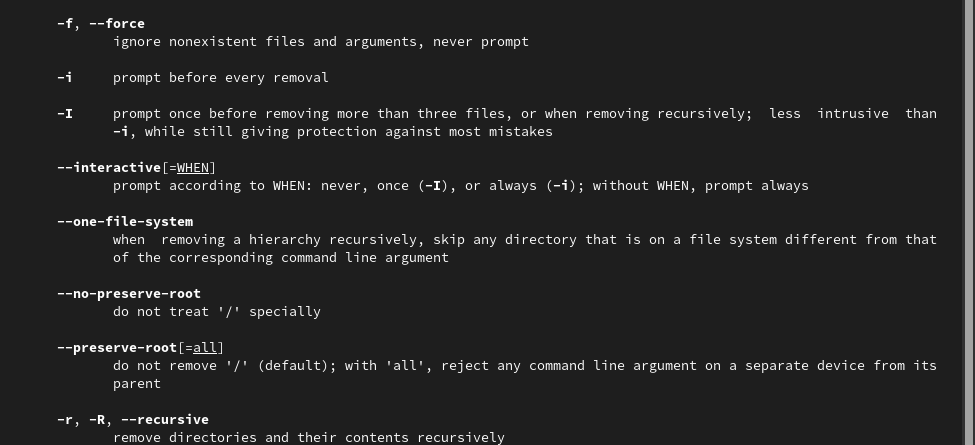 -f, --force
ignore nonexistent files and arguments, never prompt
-i     prompt before every removal
-I     prompt once before removing more than three files, or when removing recursively;  less  intrusive  than
-i, while still giving protection against most mistakes
--interactive[=WHEN]
prompt according to WHEN: never, once (-I), or always (-i); without WHEN, prompt always
--one-file-system
when  removing a hierarchy recursively, skip any directory that is on a file system different from that
of the corresponding command line argument
--no-preserve-root
do not treat '/' specially
--preserve-root[=all]
do not remove '/' (default); with 'all', reject any command line argument on a separate device from its
parent
-r, -R, --recursive
remove directories and their contents recursively